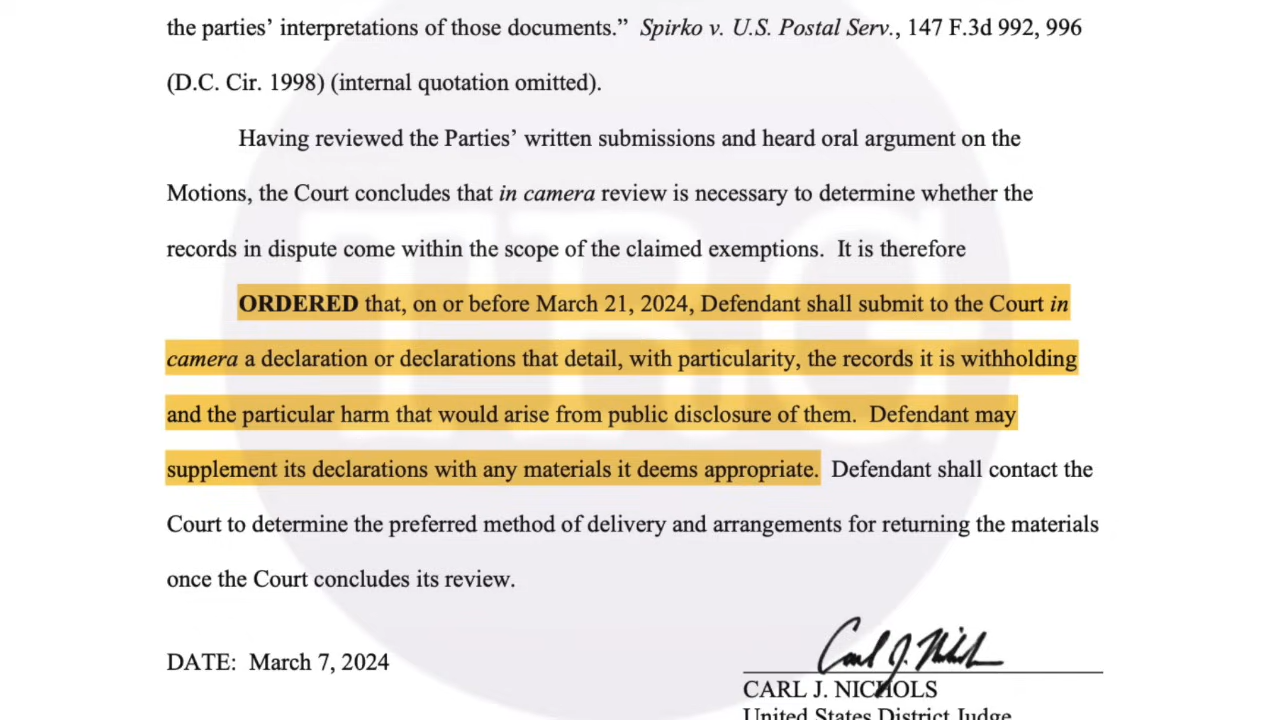 the parties’ interpretations of those documents.” Spirko v. U.S. Postal Serv., 147 F.3d 992, 996
(D.C. Cir. 1998) (internal quotation omitted).
Having reviewed the Parties’ written submissions and heard oral argument on the
Motions, the Court concludes that in camera review is necessary to determine whether the
records in dispute come within the scope of the claimed exemptions. It is therefore
ORDERED that, on or before March 21, 2024, Defendant shall submit to the Court in
camera a declaration or declarations that detail, with particularity, the records it is withholding
and the particular harm that would arise from public disclosure of them. Defendant may
supplement its declarations with any materials it deems appropriate. Defendant shall contact the
Court to determine the preferred method of delivery and arrangements for returning the materials
once the Court concludes its review.
DATE: March 7, 2024
Carl J. Nichols
CARL J. NICHOLS
United States District Judge